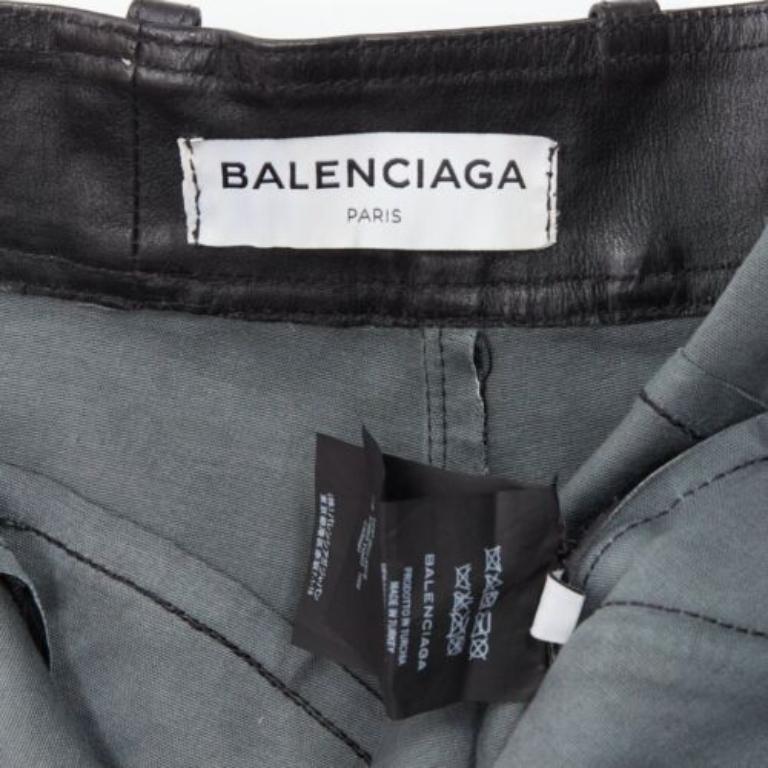 BALENCIAGA
PARIS
BALENCIAGA
PRODOTTO IN TURCHIA
MADE IN TURKEY